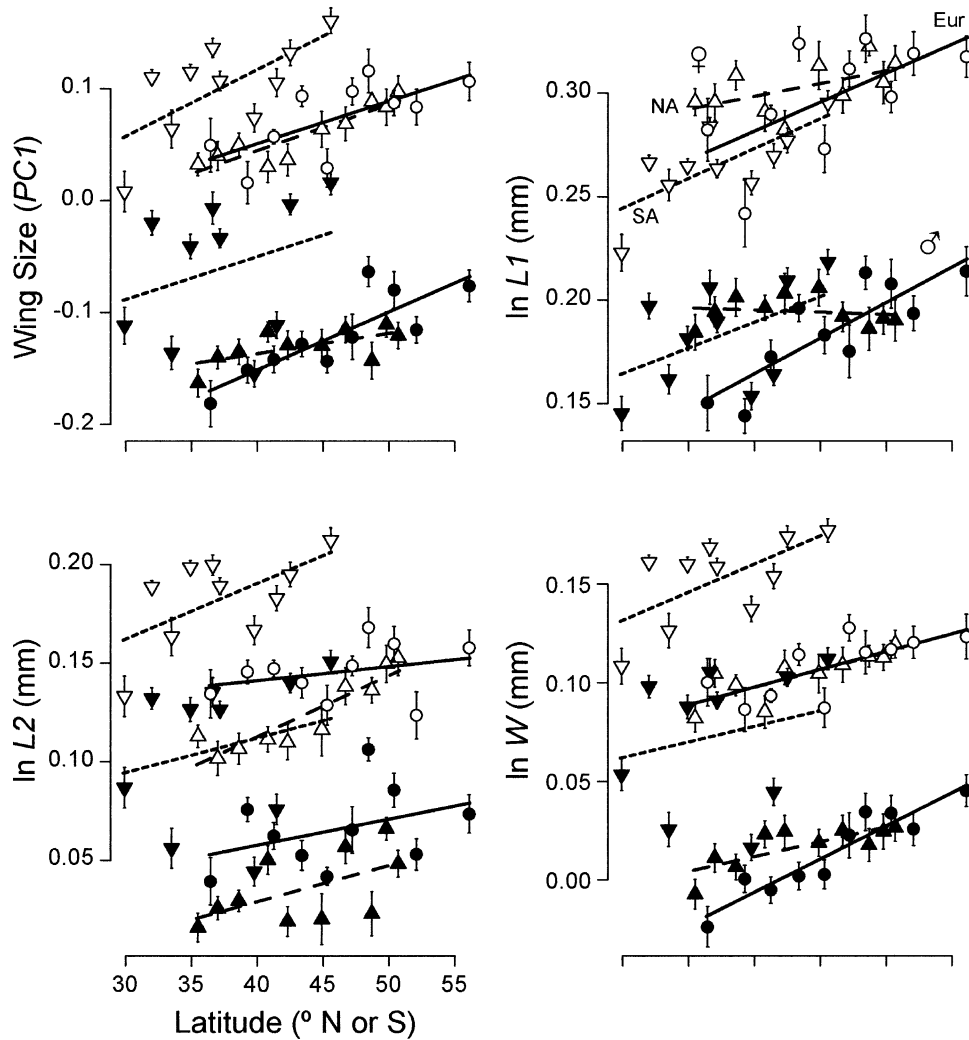 0.1
0.0
-0.1
-0.2
Wing Size (PC1)
Eur
♀
NA
SA
♂
0.30
0.25
0.20
0.15
ln L1 (mm)
0.20
0.15
0.10
0.05
ln L2 (mm)
30 35 40 45 50 55
Latitude (º N or S)
0.15
0.10
0.05
0.00
ln W (mm)